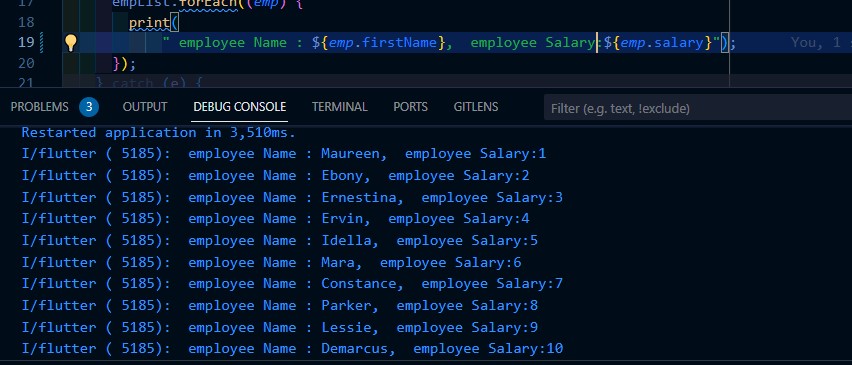 17 empList.forEach((emp) {
18 print(
19 " employee Name : ${emp.firstName},  employee Salary:${emp.salary}"); You, 1
20 });
21 } catch (e) {
PROBLEMS 3 OUTPUT DEBUG CONSOLE TERMINAL PORTS GITLENS Filter (e.g. text, !exclude)
Restarted application in 3,510ms.
I/flutter ( 5185):  employee Name : Maureen,  employee Salary:1
I/flutter ( 5185):  employee Name : Ebony,  employee Salary:2
I/flutter ( 5185):  employee Name : Ernestina,  employee Salary:3
I/flutter ( 5185):  employee Name : Ervin,  employee Salary:4
I/flutter ( 5185):  employee Name : Idella,  employee Salary:5
I/flutter ( 5185):  employee Name : Mara,  employee Salary:6
I/flutter ( 5185):  employee Name : Constance,  employee Salary:7
I/flutter ( 5185):  employee Name : Parker,  employee Salary:8
I/flutter ( 5185):  employee Name : Lessie,  employee Salary:9
I/flutter ( 5185):  employee Name : Demarcus,  employee Salary:10